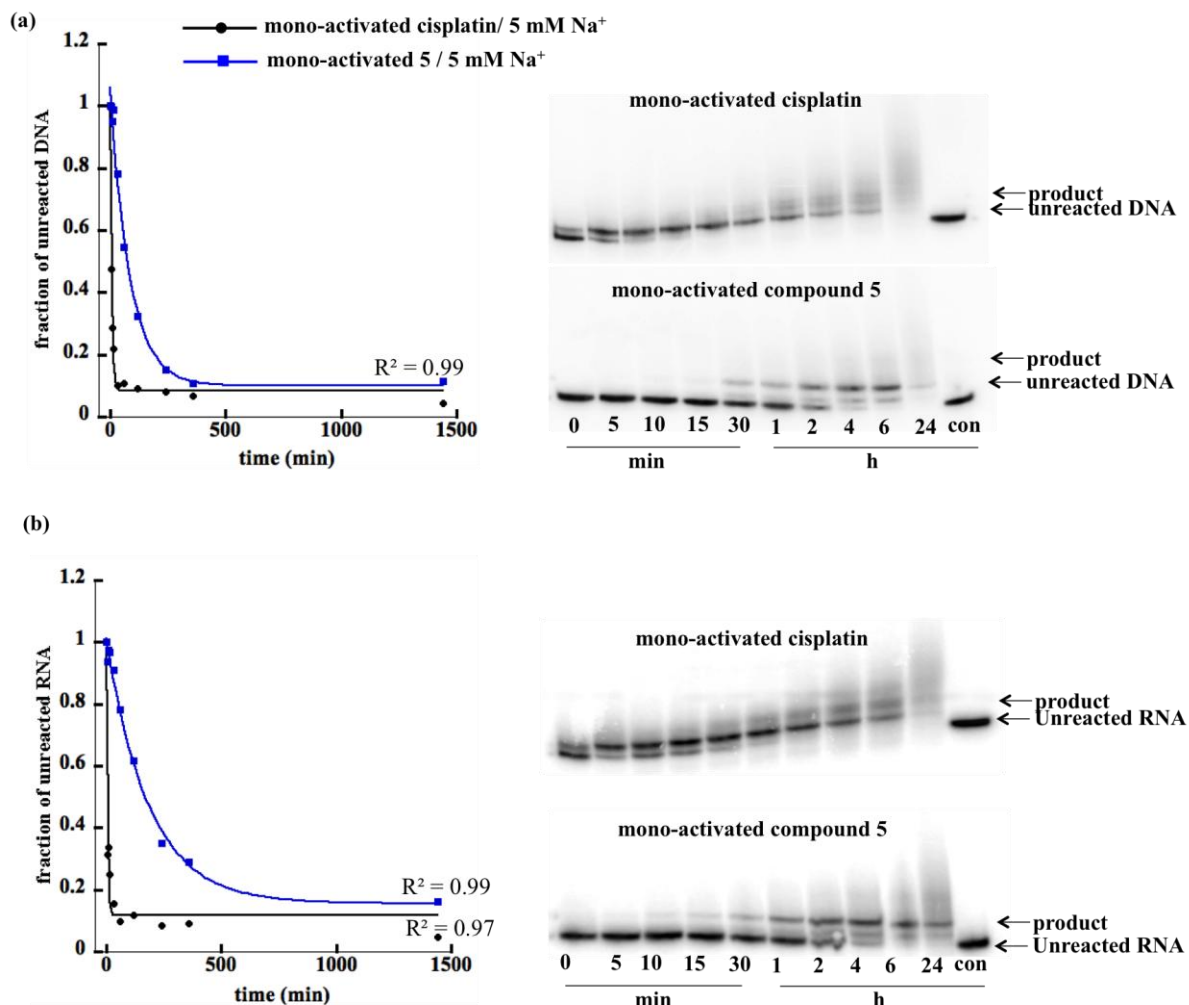 (a)
mono-activated cisplatin/ 5 mM Na⁺
mono-activated 5 / 5 mM Na⁺
1.2
1
0.8
0.6
0.4
0.2
0
fraction of unreacted DNA
R² = 0.99
0 500 1000 1500
time (min)
mono-activated cisplatin
product
unreacted DNA
mono-activated compound 5
product
unreacted DNA
0 5 10 15 30 1 2 4 6 24 con
min h
(b)
1.2
1
0.8
0.6
0.4
0.2
0
fraction of unreacted RNA
R² = 0.99
R² = 0.97
0 500 1000 1500
time (min)
mono-activated cisplatin
product
Unreacted RNA
mono-activated compound 5
product
Unreacted RNA
0 5 10 15 30 1 2 4 6 24 con
min h